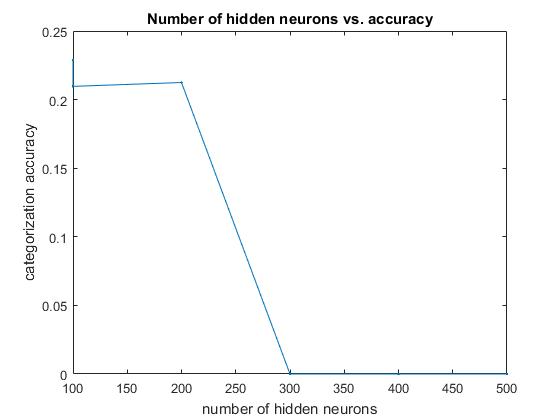 Number of hidden neurons vs. accuracy
0.25
0.2
0.15
0.1
0.05
0
categorization accuracy
100 150 200 250 300 350 400 450 500
number of hidden neurons